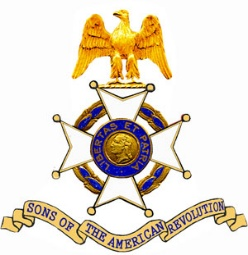 LIBERTAS ET PATRIA
SONS OF THE AMERICAN REVOLUTION